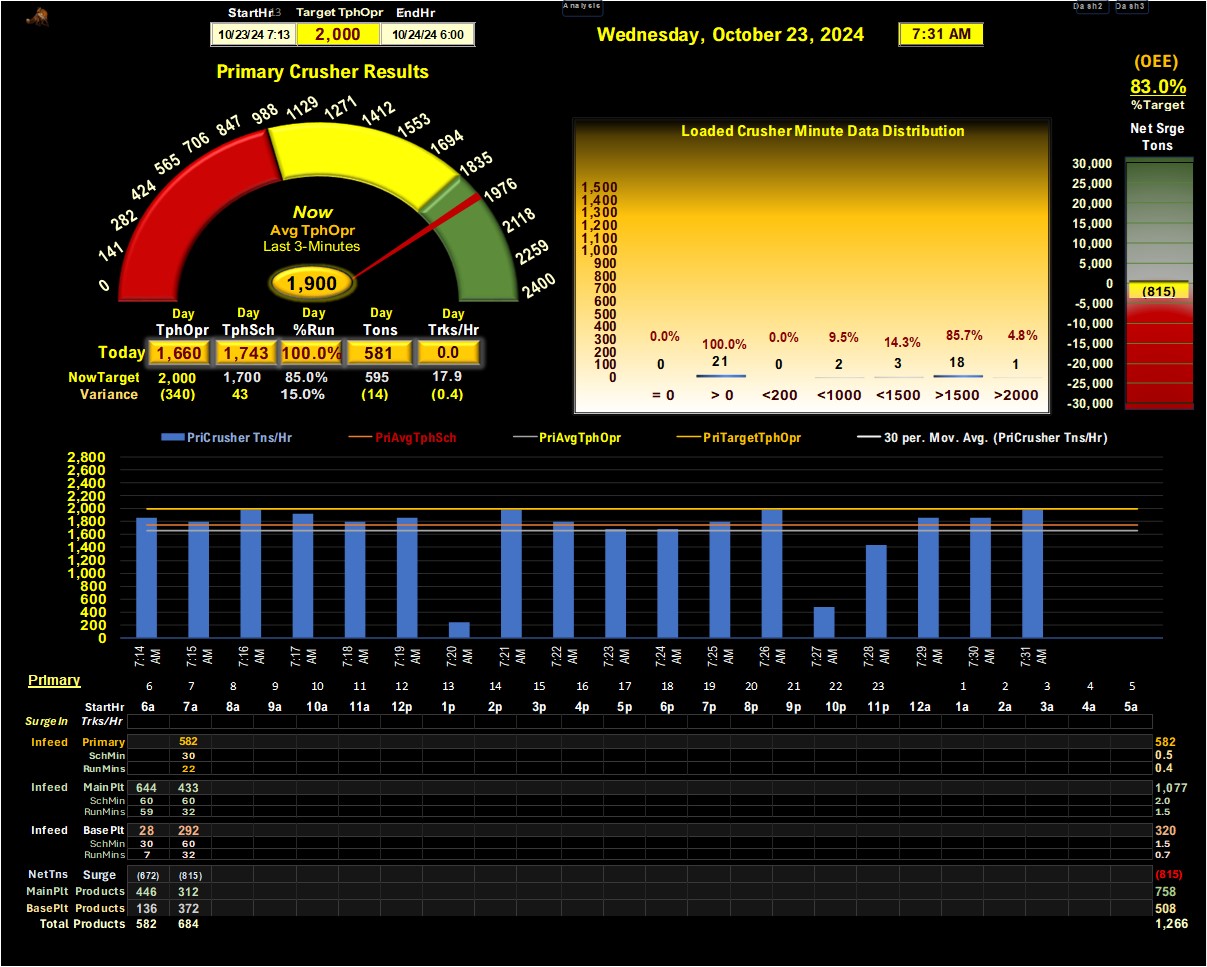 StartHr Target TphOpr EndHr
10/23/24 7:13 2,000 10/24/24 6:00
Analysis
Wednesday, October 23, 2024 7:31 AM
Dash2 Dash3
Primary Crusher Results
0 141 282 424 565 706 847 988 1129 1271 1412 1553 1694 1835 1976 2118 2259 2400
Now
Avg TphOpr
Last 3-Minutes
1,900
Day Day Day Day Day
TphOpr TphSch %Run Tons Trks/Hr
Today 1,660 1,743 100.0% 581 0.0
NowTarget 2,000 1,700 85.0% 595 17.9
Variance (340) 43 15.0% (14) (0.4)
Loaded Crusher Minute Data Distribution
1,500
1,400
1,300
1,200
1,100
1,000
900
800
700
600
500
400
300
200
100
0
0.0% 100.0% 0.0% 9.5% 14.3% 85.7% 4.8%
0 21 0 2 3 18 1
= 0 > 0 <200 <1000 <1500 >1500 >2000
(OEE)
83.0%
%Target
Net Srge
Tons
30,000
25,000
20,000
15,000
10,000
5,000
0
-5,000
-10,000
-15,000
-20,000
-25,000
-30,000
(815)
PriCrusher Tns/Hr PriAvgTphSch PriAvgTphOpr PriTargetTphOpr 30 per. Mov. Avg. (PriCrusher Tns/Hr)
2,800
2,600
2,400
2,200
2,000
1,800
1,600
1,400
1,200
1,000
800
600
400
200
0
7:14 AM 7:15 AM 7:16 AM 7:17 AM 7:18 AM 7:19 AM 7:20 AM 7:21 AM 7:22 AM 7:23 AM 7:24 AM 7:25 AM 7:26 AM 7:27 AM 7:28 AM 7:29 AM 7:30 AM 7:31 AM
Primary
6 7 8 9 10 11 12 13 14 15 16 17 18 19 20 21 22 23 1 2 3 4 5
StartHr 6a 7a 8a 9a 10a 11a 12p 1p 2p 3p 4p 5p 6p 7p 8p 9p 10p 11p 12a 1a 2a 3a 4a 5a
SurgeIn Trks/Hr
Infeed Primary 582 582
SchMin 30 0.5
RunMins 22 0.4
Infeed MainPlt 644 433 1,077
SchMin 60 60 2.0
RunMins 59 32 1.5
Infeed BasePlt 28 292 320
SchMin 30 60 1.5
RunMins 7 32 0.7
NetTns Surge (672) (815) (815)
MainPlt Products 446 312 758
BasePlt Products 136 372 508
Total Products 582 684 1,266